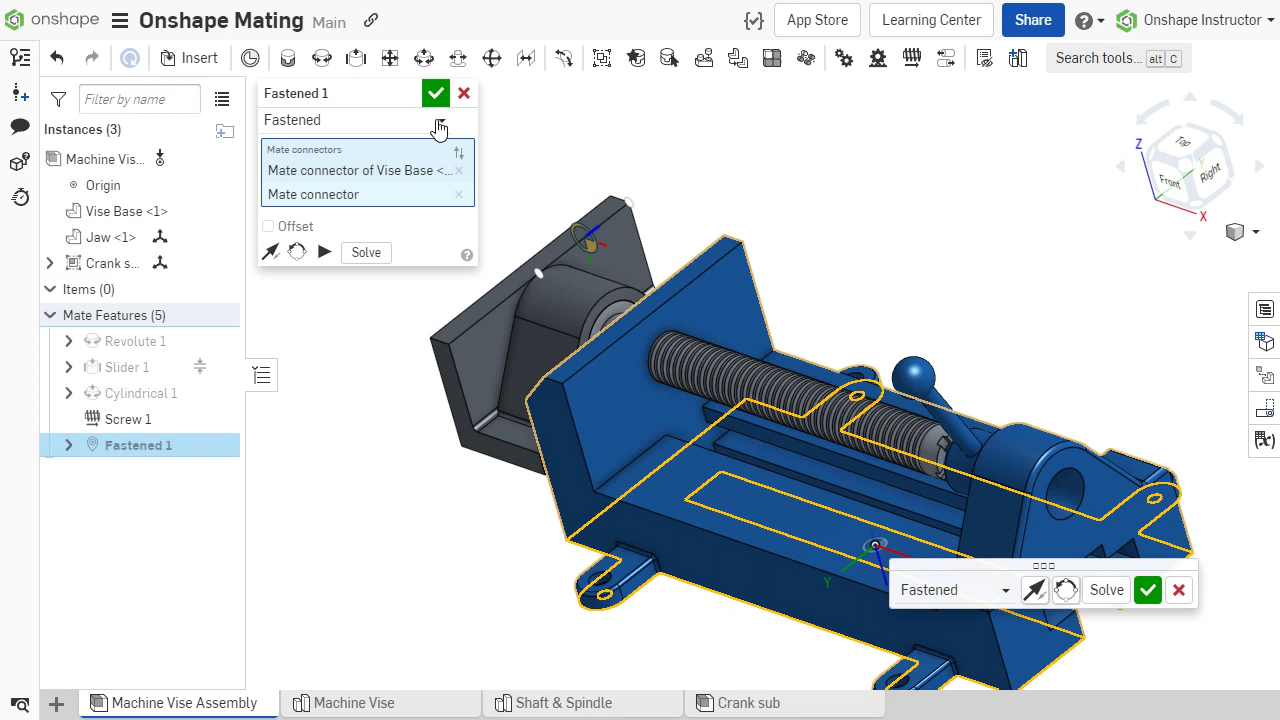 onshape
Onshape Mating
Main
App Store
Learning Center
Share
Onshape Instructor
Insert
Search tools...
alt
C
Filter by name
Instances (3)
Machine Vis...
Origin
Vise Base <1>
Jaw <1>
Crank s...
Items (0)
Mate Features (5)
Revolute 1
Slider 1
Cylindrical 1
Screw 1
Fastened 1
Fastened 1
Fastened
Mate connectors
Mate connector of Vise Base <...
Mate connector
Offset
Solve
Z
Top
Front
Right
Y
X
Y
Y
Fastened
Solve
Machine Vise Assembly
Machine Vise
Shaft & Spindle
Crank sub